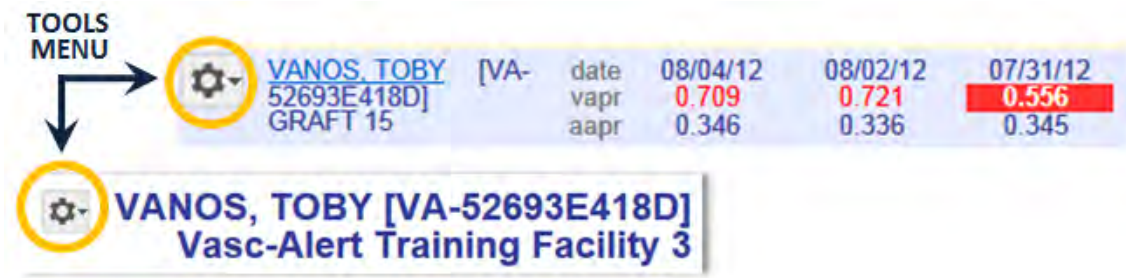 TOOLS
MENU
VANOS, TOBY [VA- date 08/04/12 08/02/12 07/31/12
52693E418D] vapr 0.709 0.721 0.556
GRAFT 15 aapr 0.346 0.336 0.345
VANOS, TOBY [VA-52693E418D]
Vasc-Alert Training Facility 3